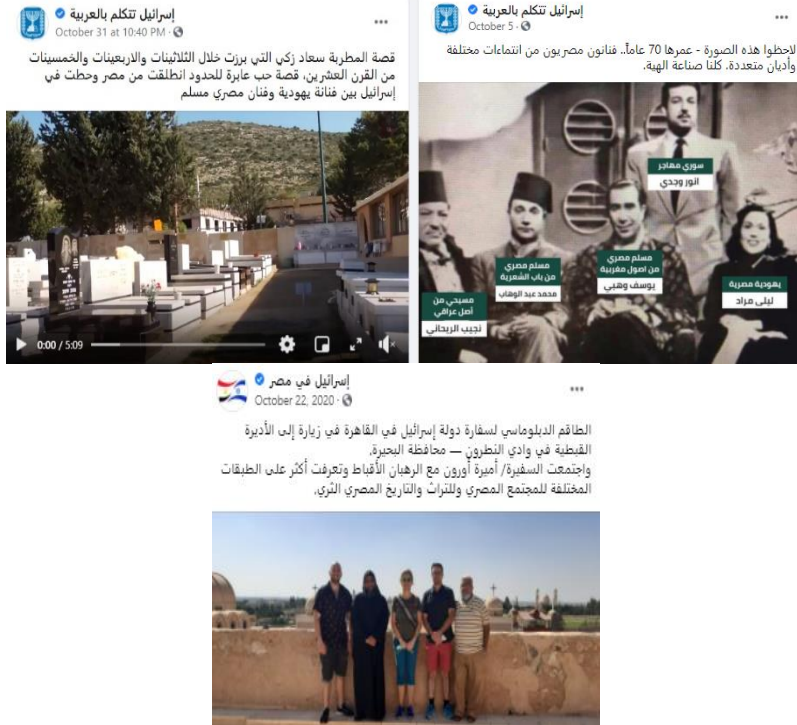 إسرائيل تتكلم بالعربية
October 31 at 10:40 PM ·
قصة المطربة سعاد زكي التي برزت خلال الثلاثينات والاربعينات والخمسينات
من القرن العشرين، قصة حب عابرة للحدود انطلقت من مصر وحطت في
إسرائيل بين فنانة يهودية وفنان مصري مسلم
0:00 / 5:09
إسرائيل تتكلم بالعربية
October 5 ·
لاحظوا هذه الصورة - عمرها 70 عاماً.. فنانون مصريون من انتماءات مختلفة
وأديان متعددة. كلنا صناعة الهية.
سوري مهاجر
انور وجدي
مسلم مصري
من باب الشعرية
محمد عبد الوهاب
مسلم مصري
من اصول مغربية
يوسف وهبي
يهودية مصرية
ليلى مراد
مسيحي من
أصل عراقي
نجيب الريحاني
إسرائيل في مصر
October 22, 2020 ·
الطاقم الدبلوماسي لسفارة دولة إسرائيل في القاهرة في زيارة إلى الأديرة
القبطية في وادي النطرون — محافظة البحيرة.
واجتمعت السفيرة/ أميرة أورون مع الرهبان الأقباط وتعرفت أكثر على الطبقات
المختلفة للمجتمع المصري وللتراث والتاريخ المصري الثري.